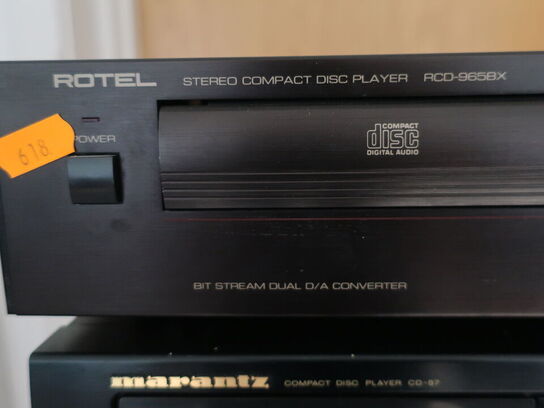 ROTEL STEREO COMPACT DISC PLAYER RCD-965BX
618
POWER
COMPACT
disc
DIGITAL AUDIO
BIT STREAM DUAL D/A CONVERTER
marantz COMPACT DISC PLAYER CD-67